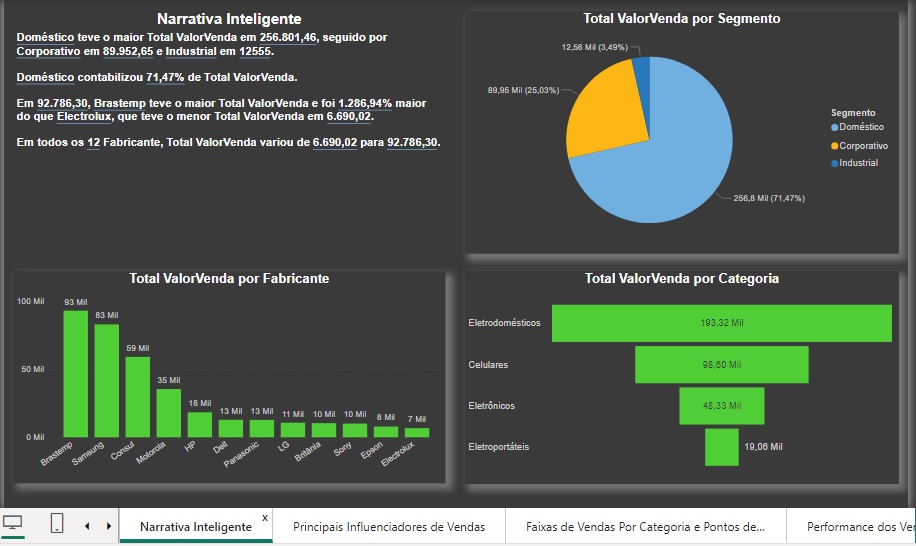 Narrativa Inteligente
Doméstico teve o maior Total ValorVenda em 256.801,46, seguido por
Corporativo em 89.952,65 e Industrial em 12555.
Doméstico contabilizou 71,47% de Total ValorVenda.
Em 92.786,30, Brastemp teve o maior Total ValorVenda e foi 1.286,94% maior
do que Electrolux, que teve o menor Total ValorVenda em 6.690,02.
Em todos os 12 Fabricante, Total ValorVenda variou de 6.690,02 para 92.786,30.
Total ValorVenda por Segmento
12,56 Mil (3,49%)
89,95 Mil (25,03%)
256,8 Mil (71,47%)
Segmento
Doméstico
Corporativo
Industrial
Total ValorVenda por Fabricante
100 Mil
50 Mil
0 Mil
93 Mil
83 Mil
59 Mil
35 Mil
18 Mil
13 Mil
13 Mil
11 Mil
10 Mil
10 Mil
8 Mil
7 Mil
Brastemp
Samsung
Consul
Motorola
HP
Dell
Panasonic
LG
Britânia
Sony
Epson
Electrolux
Total ValorVenda por Categoria
Eletrodomésticos
193,32 Mil
Celulares
98,60 Mil
Eletrônicos
48,33 Mil
Eletroportáteis
19,06 Mil
Narrativa Inteligente
x
Principais Influenciadores de Vendas
Faixas de Vendas Por Categoria e Pontos de...
Performance dos Ver